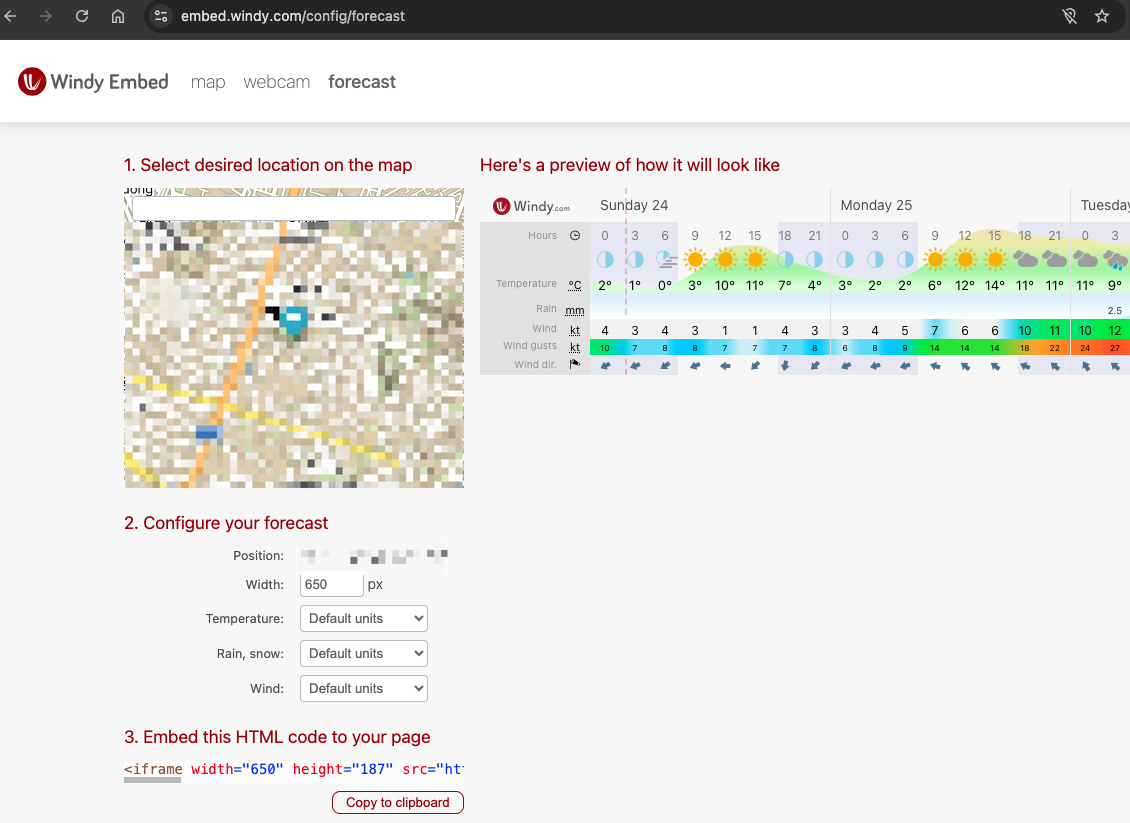 embed.windy.com/config/forecast
Windy Embed map webcam forecast
1. Select desired location on the map
Here's a preview of how it will look like
Windy.com Sunday 24 Monday 25 Tuesday
Hours 0 3 6 9 12 15 18 21 0 3 6 9 12 15 18 21 0 3
Temperature °C 2° 1° 0° 3° 10° 11° 7° 4° 3° 2° 2° 6° 12° 14° 11° 11° 11° 9°
Rain mm 2.5
Wind kt 4 3 4 3 1 1 4 3 3 4 5 7 6 6 10 11 10 12
Wind gusts kt 10 7 8 8 7 7 7 8 6 8 9 14 14 14 18 22 24 27
Wind dir.
2. Configure your forecast
Position:
Width: 650 px
Temperature: Default units
Rain, snow: Default units
Wind: Default units
3. Embed this HTML code to your page
<iframe width="650" height="187" src="ht
Copy to clipboard